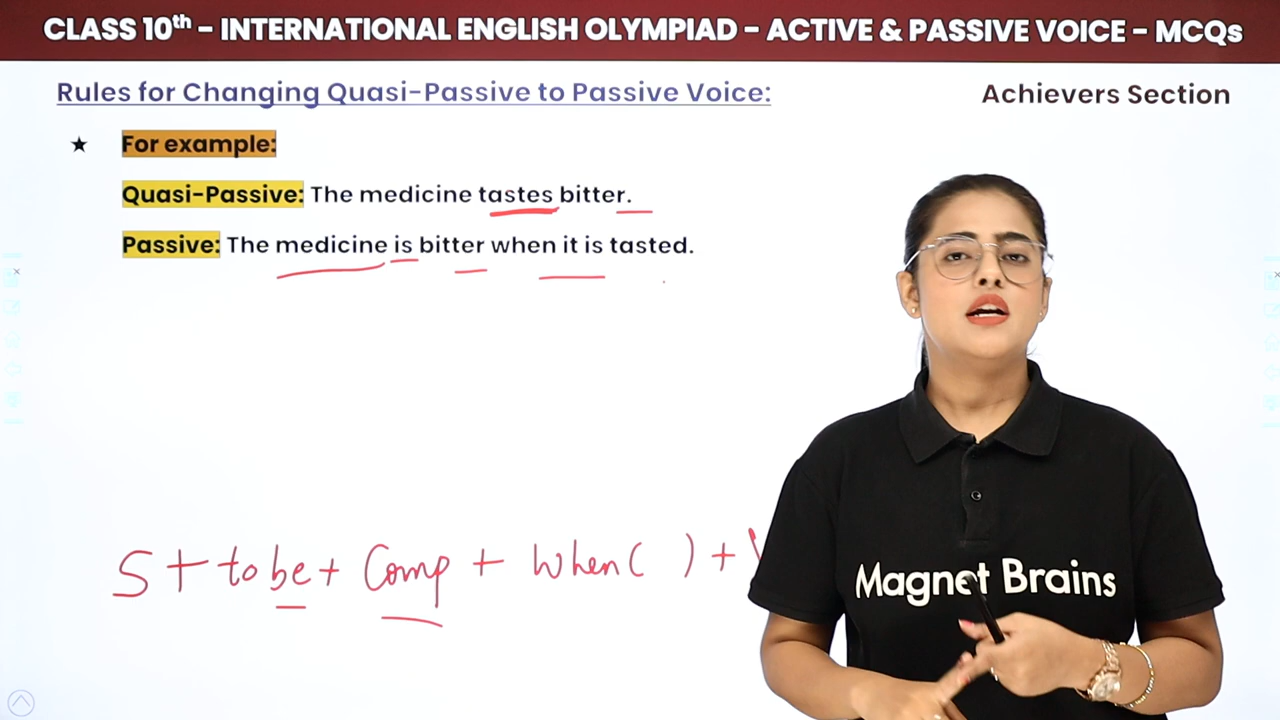 CLASS 10th – INTERNATIONAL ENGLISH OLYMPIAD – ACTIVE & PASSIVE VOICE – MCQs
Rules for Changing Quasi-Passive to Passive Voice:
Achievers Section
★ For example:
Quasi-Passive: The medicine tastes bitter.
Passive: The medicine is bitter when it is tasted.
S + to be + Comp + When ( ) +
Magnet Brains